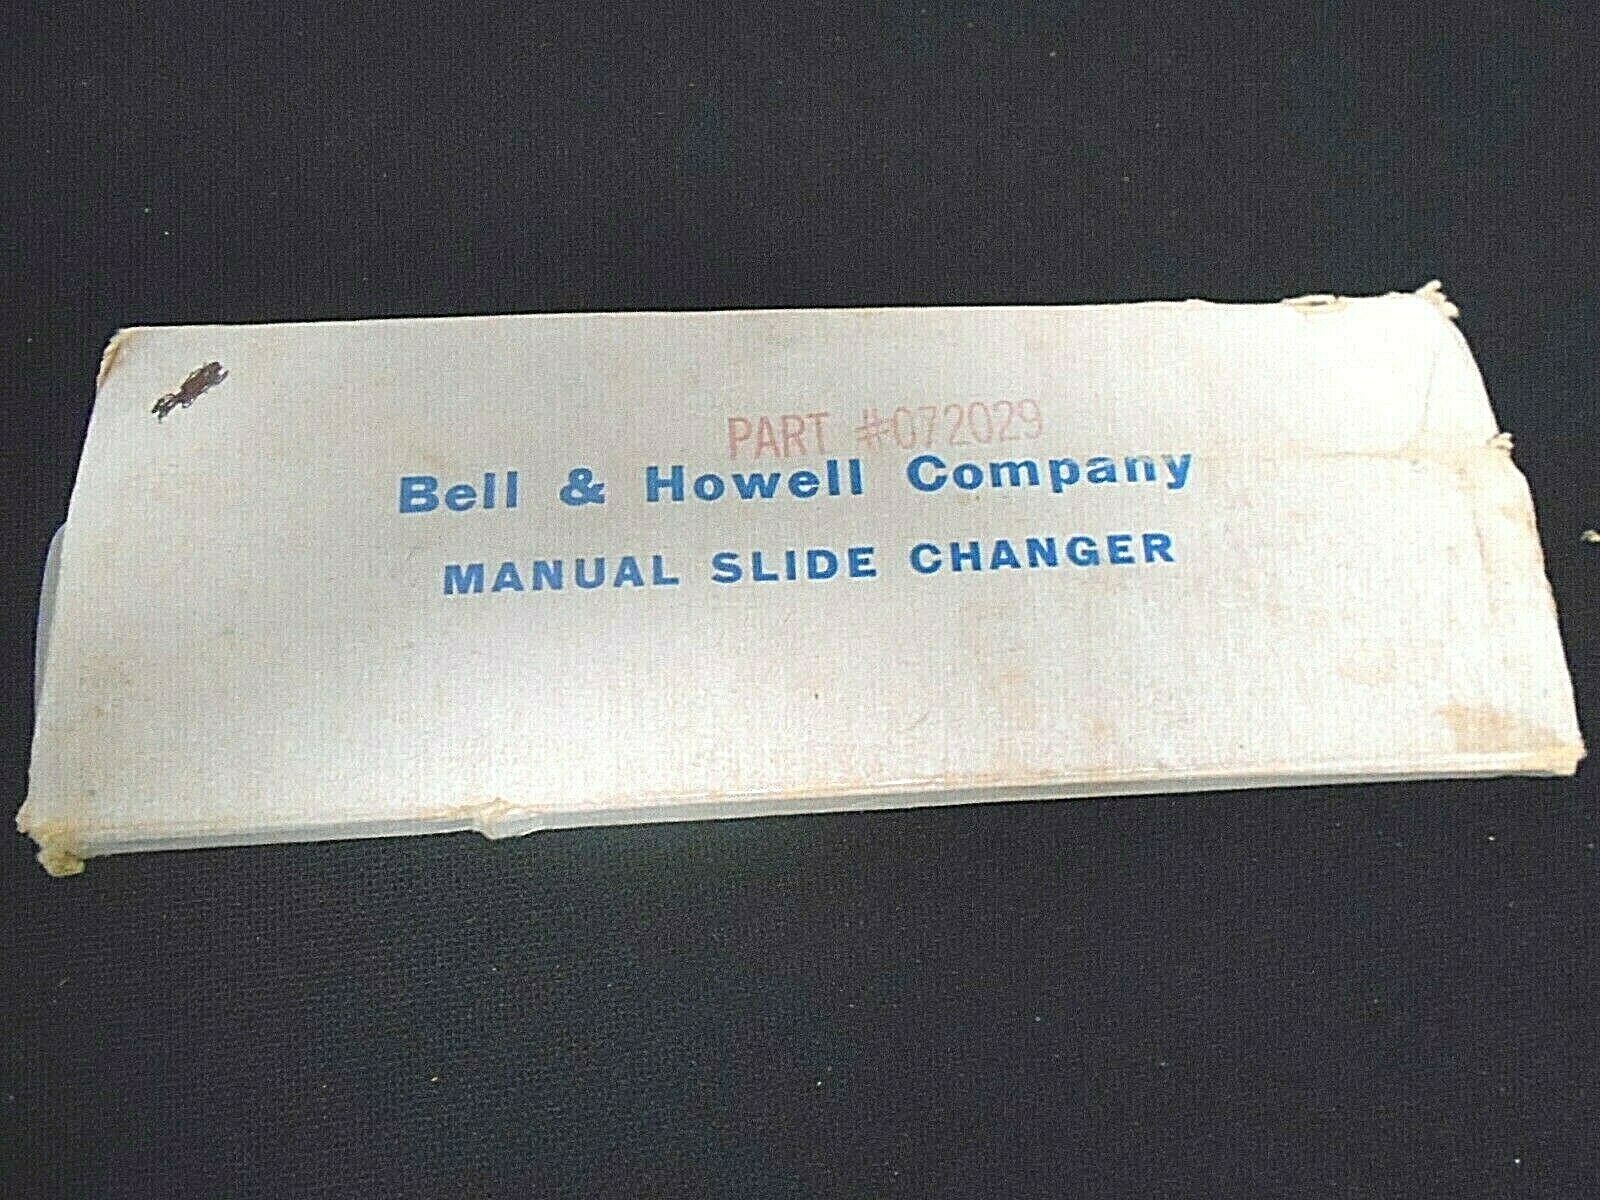 PART #072029
Bell & Howell Company
MANUAL SLIDE CHANGER